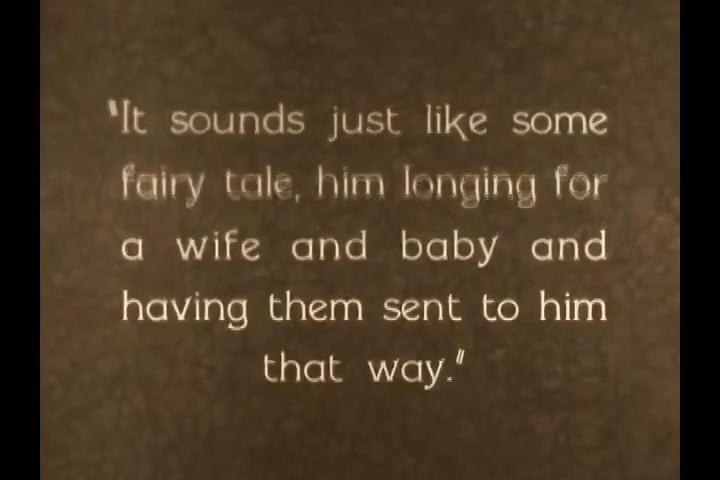 "It sounds just like some
fairy tale, him longing for
a wife and baby and
having them sent to him
that way."